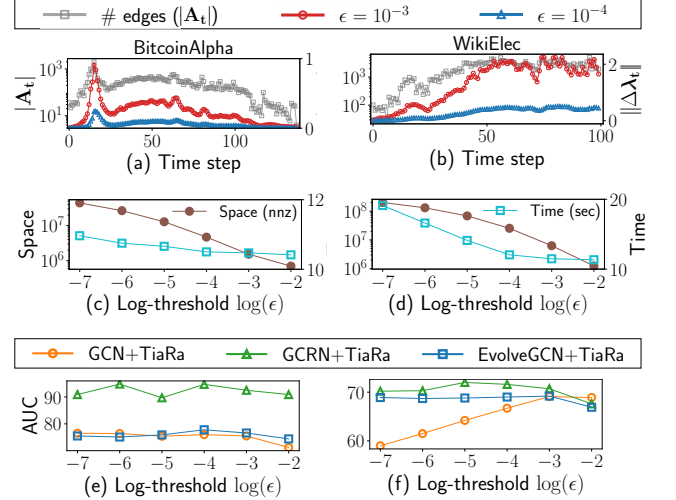 # edges (|A_t|) ϵ = 10^{-3} ϵ = 10^{-4}
BitcoinAlpha WikiElec
|A_t| 10^3 10^1 1 0 10^3 10^2 2 0 ||Δλ_t||
0 50 100 0 50 100
(a) Time step (b) Time step
Space 10^7 10^6 Space (nnz) 12 10 10^8 10^7 10^6 Time (sec) 20 10 Time
−7 −6 −5 −4 −3 −2 −7 −6 −5 −4 −3 −2
(c) Log-threshold log(ϵ) (d) Log-threshold log(ϵ)
GCN+TiaRa GCRN+TiaRa EvolveGCN+TiaRa
AUC 90 80 70 60
−7 −6 −5 −4 −3 −2 −7 −6 −5 −4 −3 −2
(e) Log-threshold log(ϵ) (f) Log-threshold log(ϵ)